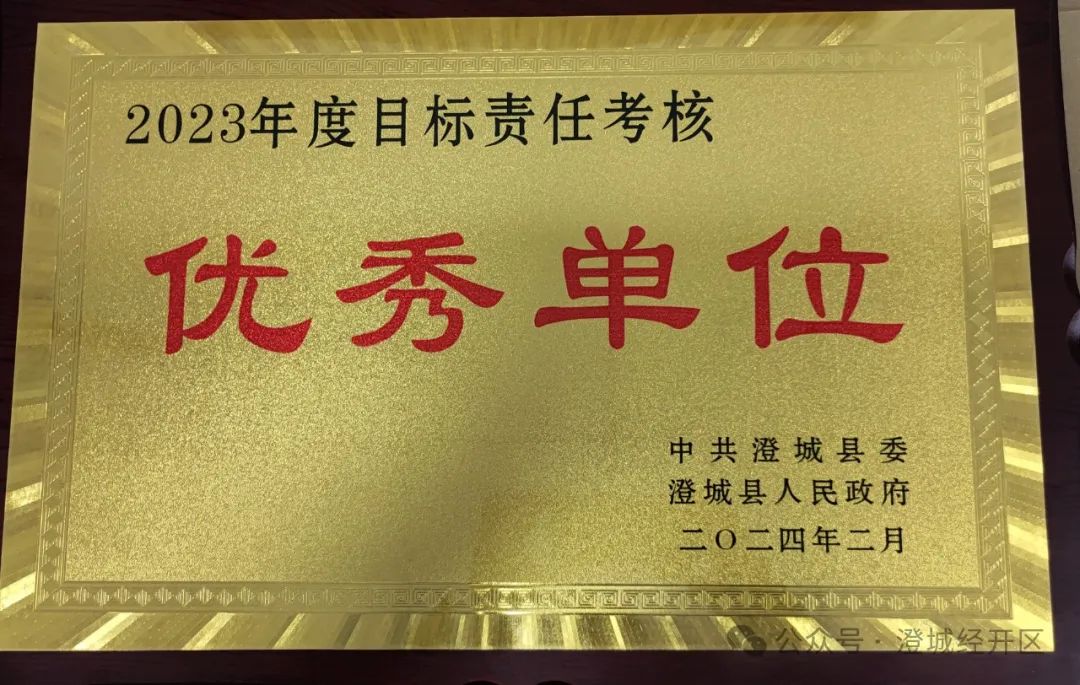 2023年度目标责任考核
优秀单位
中共澄城县委
澄城县人民政府
二〇二四年二月
公众号·澄城经开区